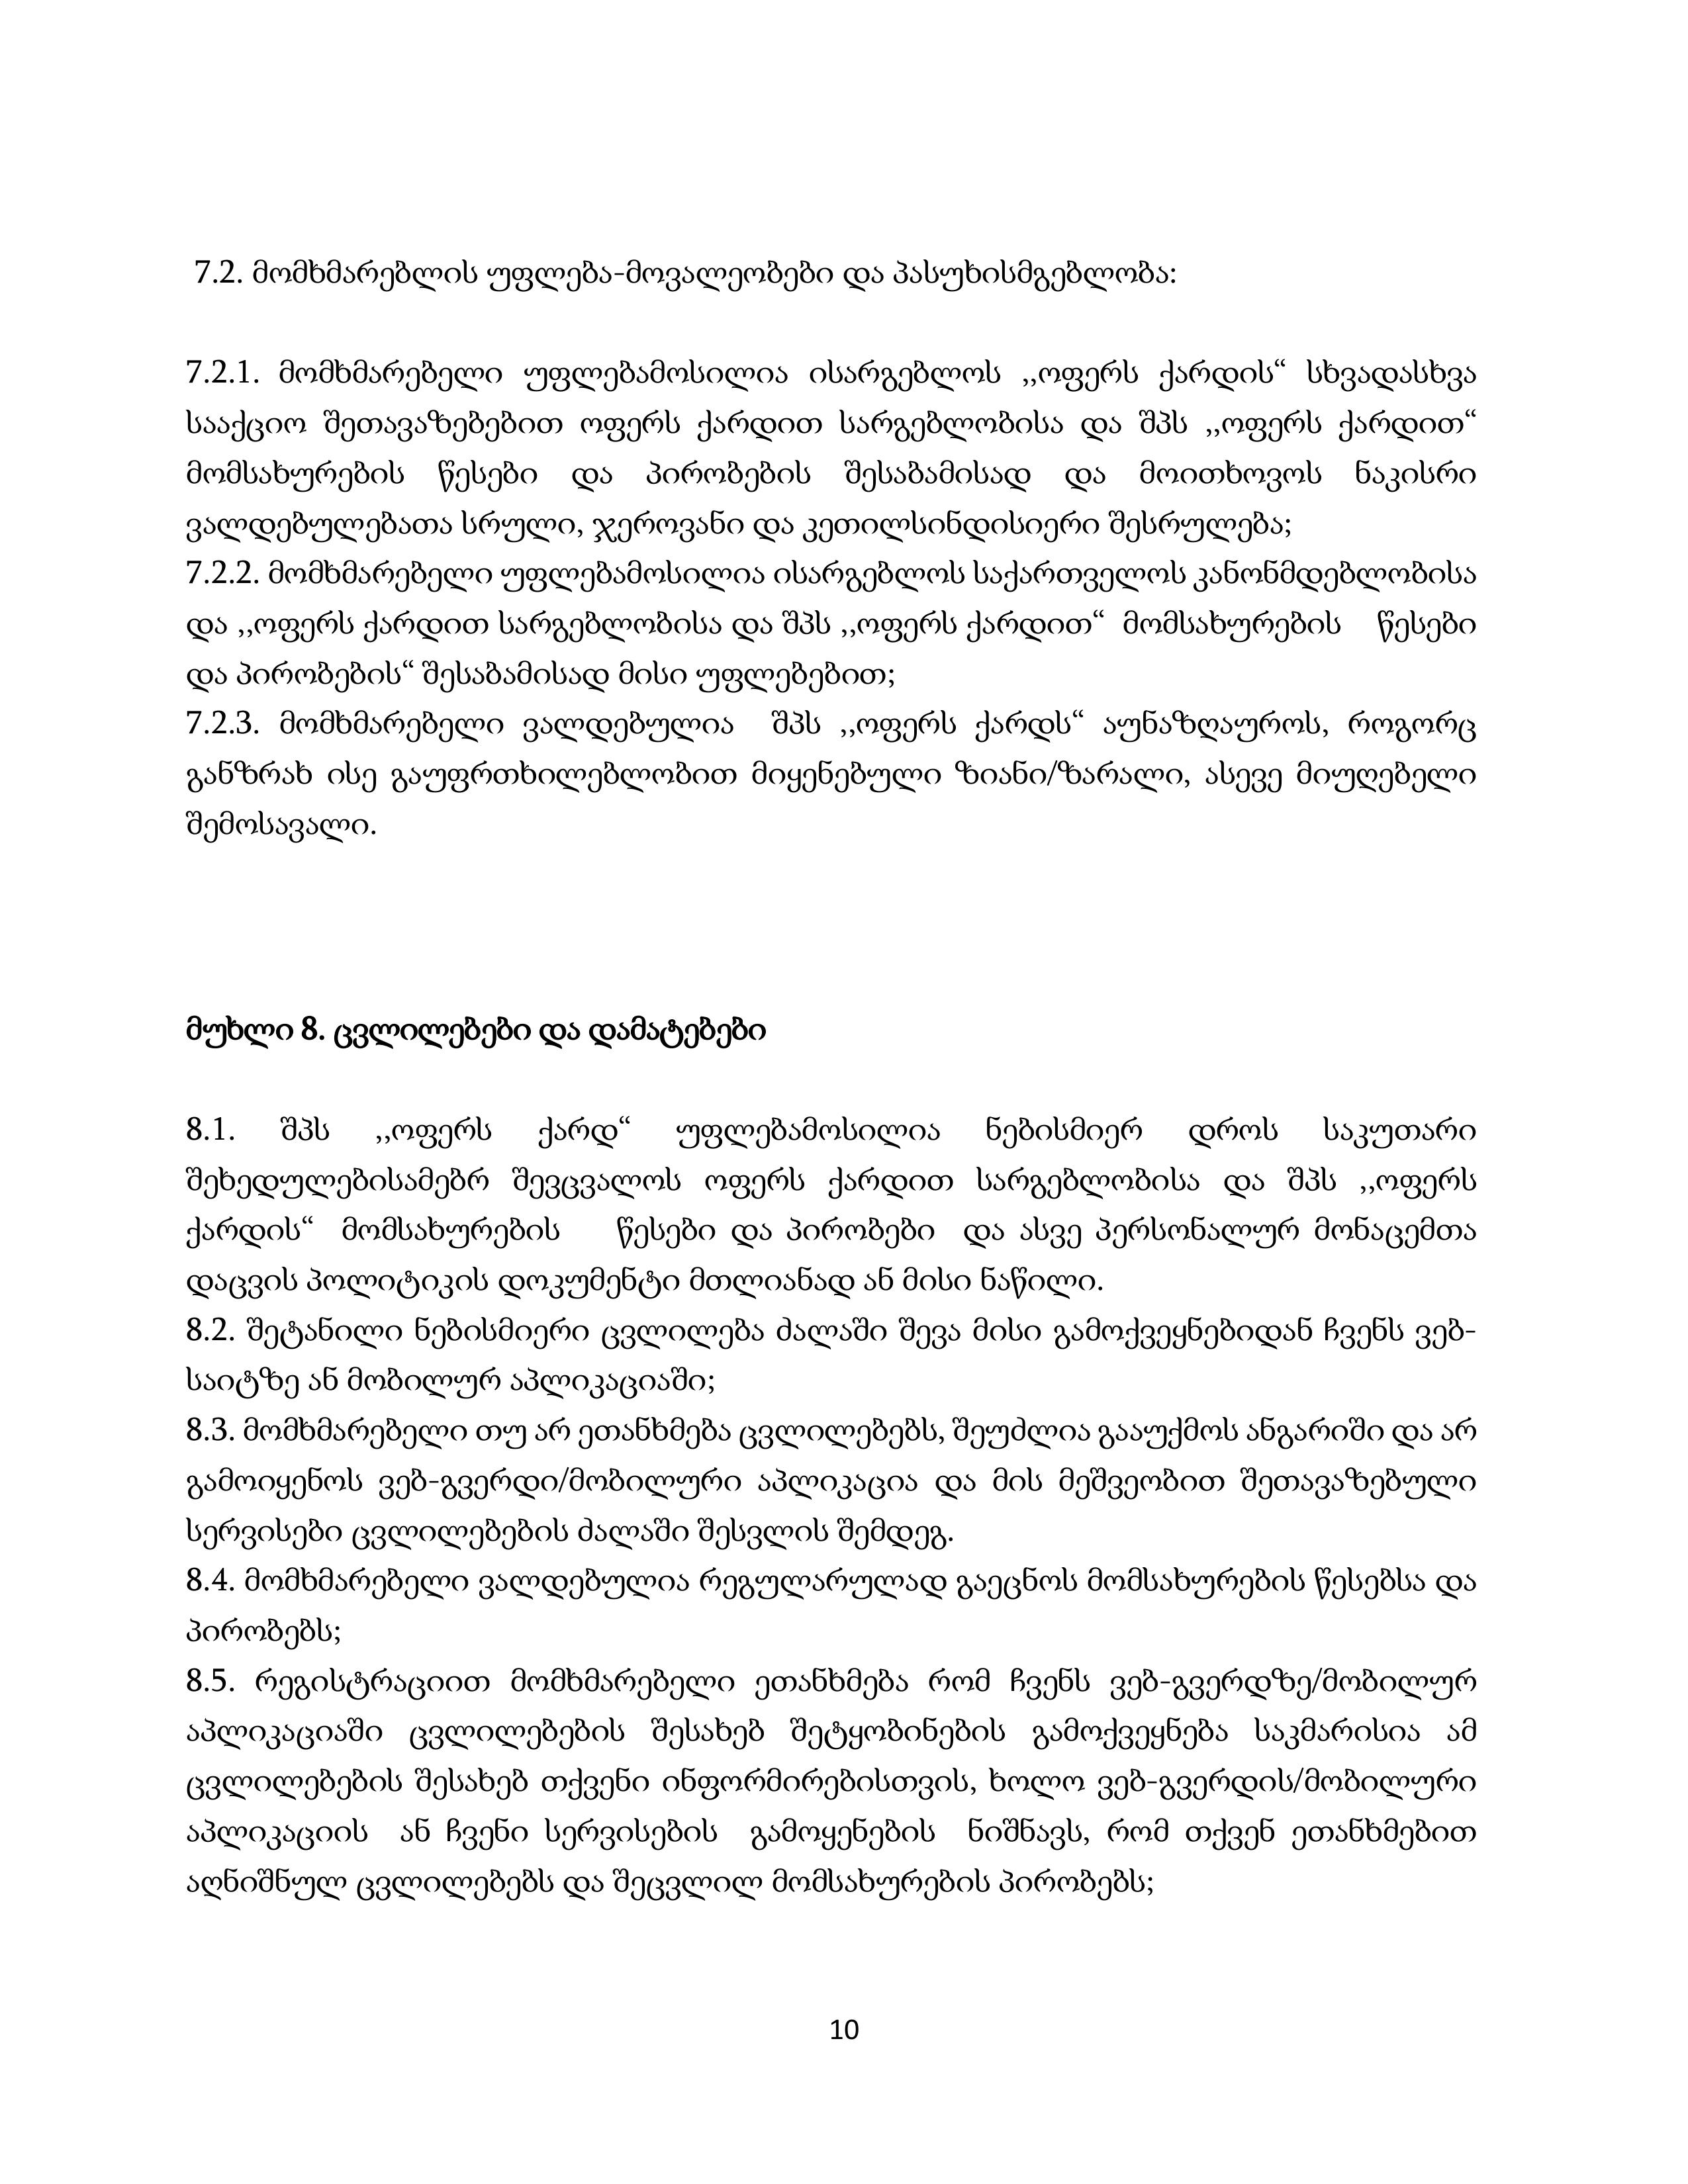 7.2. მომხმარებლის უფლება-მოვალეობები და პასუხისმგებლობა:
7.2.1. მომხმარებელი უფლებამოსილია ისარგებლოს ,,ოფერს ქარდის“ სხვადასხვა
სააქციო შეთავაზებებით ოფერს ქარდით სარგებლობისა და შპს ,,ოფერს ქარდით“
მომსახურების წესები და პირობების შესაბამისად და მოითხოვოს ნაკისრი
ვალდებულებათა სრული, ჯეროვანი და კეთილსინდისიერი შესრულება;
7.2.2. მომხმარებელი უფლებამოსილია ისარგებლოს საქართველოს კანონმდებლობისა
და ,,ოფერს ქარდით სარგებლობისა და შპს ,,ოფერს ქარდით“ მომსახურების წესები
და პირობების“ შესაბამისად მისი უფლებებით;
7.2.3. მომხმარებელი ვალდებულია შპს ,,ოფერს ქარდს“ აუნაზღაუროს, როგორც
განზრახ ისე გაუფრთხილებლობით მიყენებული ზიანი/ზარალი, ასევე მიუღებელი
შემოსავალი.
მუხლი 8. ცვლილებები და დამატებები
8.1. შპს ,,ოფერს ქარდ“ უფლებამოსილია ნებისმიერ დროს საკუთარი
შეხედულებისამებრ შევცვალოს ოფერს ქარდით სარგებლობისა და შპს ,,ოფერს
ქარდის“ მომსახურების წესები და პირობები და ასვე პერსონალურ მონაცემთა
დაცვის პოლიტიკის დოკუმენტი მთლიანად ან მისი ნაწილი.
8.2. შეტანილი ნებისმიერი ცვლილება ძალაში შევა მისი გამოქვეყნებიდან ჩვენს ვებ-
საიტზე ან მობილურ აპლიკაციაში;
8.3. მომხმარებელი თუ არ ეთანხმება ცვლილებებს, შეუძლია გააუქმოს ანგარიში და არ
გამოიყენოს ვებ-გვერდი/მობილური აპლიკაცია და მის მეშვეობით შეთავაზებული
სერვისები ცვლილებების ძალაში შესვლის შემდეგ.
8.4. მომხმარებელი ვალდებულია რეგულარულად გაეცნოს მომსახურების წესებსა და
პირობებს;
8.5. რეგისტრაციით მომხმარებელი ეთანხმება რომ ჩვენს ვებ-გვერდზე/მობილურ
აპლიკაციაში ცვლილებების შესახებ შეტყობინების გამოქვეყნება საკმარისია ამ
ცვლილებების შესახებ თქვენი ინფორმირებისთვის, ხოლო ვებ-გვერდის/მობილური
აპლიკაციის ან ჩვენი სერვისების გამოყენების ნიშნავს, რომ თქვენ ეთანხმებით
აღნიშნულ ცვლილებებს და შეცვლილ მომსახურების პირობებს;
10